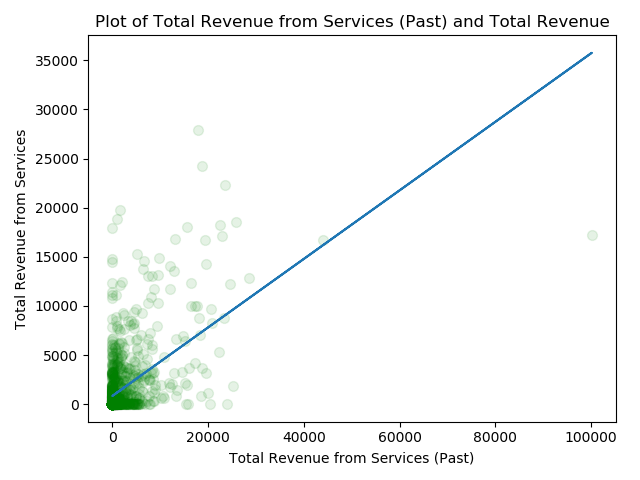 Plot of Total Revenue from Services (Past) and Total Revenue
Total Revenue from Services
35000
30000
25000
20000
15000
10000
5000
0
0 20000 40000 60000 80000 100000
Total Revenue from Services (Past)